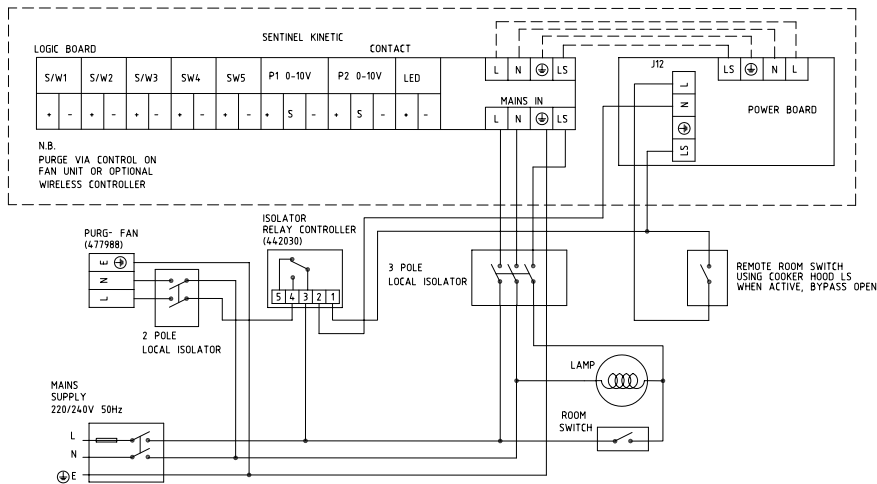 SENTINEL KINETIC
LOGIC BOARD
CONTACT
S/W1 S/W2 S/W3 SW4 SW5 P1 0-10V P2 0-10V LED
+ - + - + - + - + - + S - + S - + -
L N LS
MAINS IN
L N LS
J12
LS N L
L
N
LS
POWER BOARD
N.B.
PURGE VIA CONTROL ON
FAN UNIT OR OPTIONAL
WIRELESS CONTROLLER
PURG- FAN
(477988)
E
N
L
2 POLE
LOCAL ISOLATOR
ISOLATOR
RELAY CONTROLLER
(442030)
5 4 3 2 1
3 POLE
LOCAL ISOLATOR
REMOTE ROOM SWITCH
USING COOKER HOOD LS
WHEN ACTIVE, BYPASS OPEN
LAMP
ROOM
SWITCH
MAINS
SUPPLY
220/240V 50Hz
L
N
E